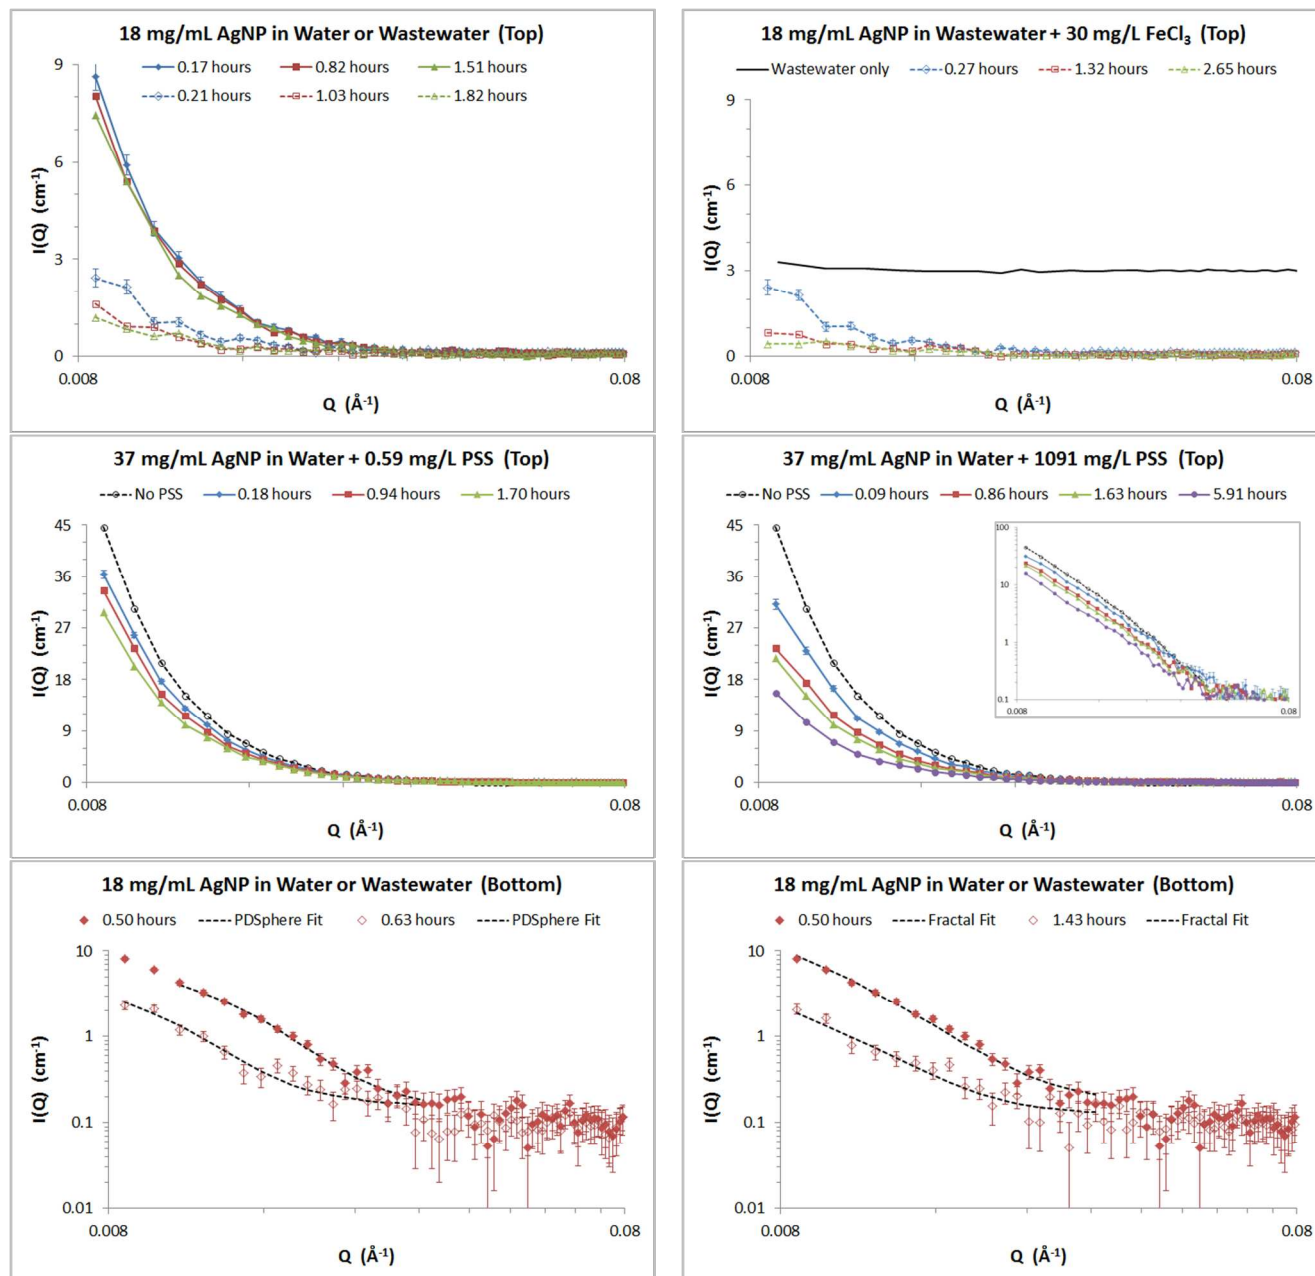 18 mg/mL AgNP in Water or Wastewater (Top)
0.17 hours 0.82 hours 1.51 hours
0.21 hours 1.03 hours 1.82 hours
9
6
3
0
I(Q) (cm⁻¹)
0.008 0.08
Q (Å⁻¹)
18 mg/mL AgNP in Wastewater + 30 mg/L FeCl₃ (Top)
Wastewater only 0.27 hours 1.32 hours 2.65 hours
9
6
3
0
I(Q) (cm⁻¹)
0.008 0.08
Q (Å⁻¹)
37 mg/mL AgNP in Water + 0.59 mg/L PSS (Top)
No PSS 0.18 hours 0.94 hours 1.70 hours
45
36
27
18
9
0
I(Q) (cm⁻¹)
0.008 0.08
Q (Å⁻¹)
37 mg/mL AgNP in Water + 1091 mg/L PSS (Top)
No PSS 0.09 hours 0.86 hours 1.63 hours 5.91 hours
45
36
27
18
9
0
I(Q) (cm⁻¹)
100
10
1
0.1
0.008 0.08
0.008 0.08
Q (Å⁻¹)
18 mg/mL AgNP in Water or Wastewater (Bottom)
0.50 hours PDSphere Fit 0.63 hours PDSphere Fit
10
1
0.1
0.01
I(Q) (cm⁻¹)
0.008 0.08
Q (Å⁻¹)
18 mg/mL AgNP in Water or Wastewater (Bottom)
0.50 hours Fractal Fit 1.43 hours Fractal Fit
10
1
0.1
0.01
I(Q) (cm⁻¹)
0.008 0.08
Q (Å⁻¹)